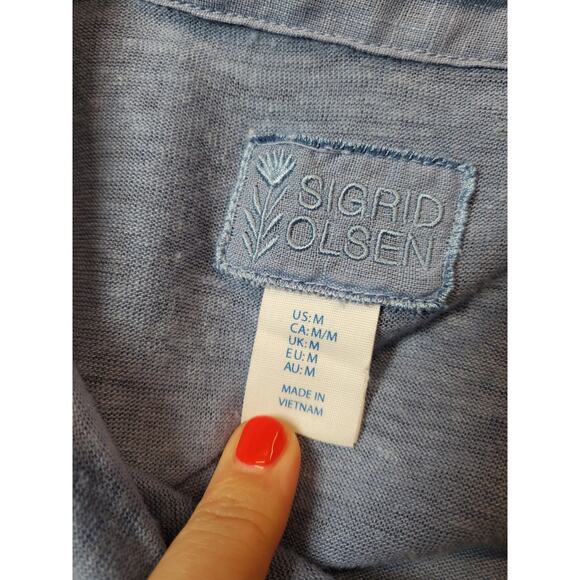 SIGRID
OLSEN
US: M
CA: M/M
UK: M
EU: M
AU: M
MADE IN
VIETNAM